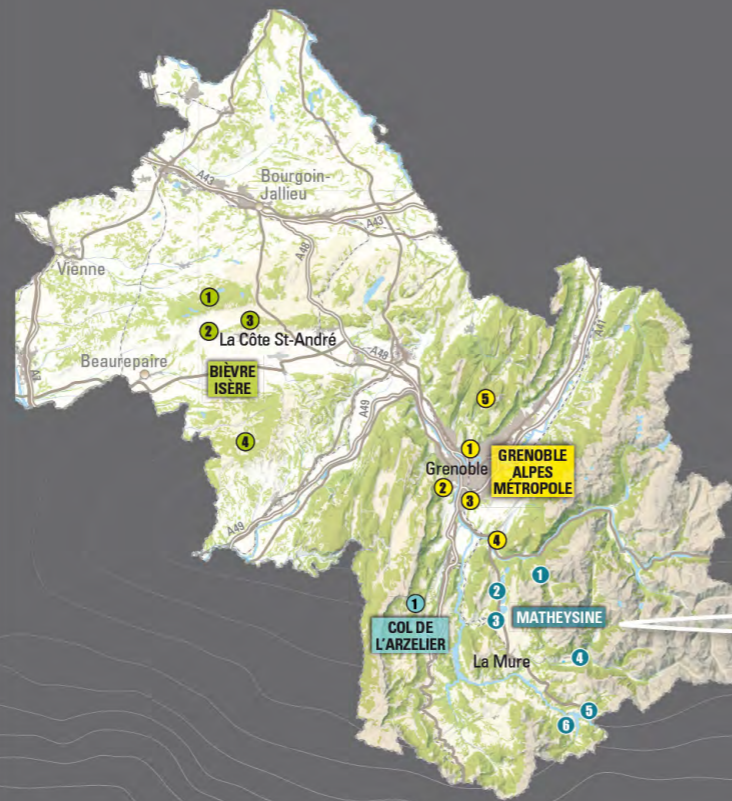 A43
Bourgoin-
Jallieu
A43
A48
Vienne
A7
1
2
3
La Côte St-André
Beaurepaire
BIÈVRE
ISÈRE
4
A48
A49
A49
A41
5
1
Grenoble
GRENOBLE
ALPES
MÉTROPOLE
2
3
4
1
COL DE
L'ARZELIER
1
2
3
MATHEYSINE
La Mure
4
5
6